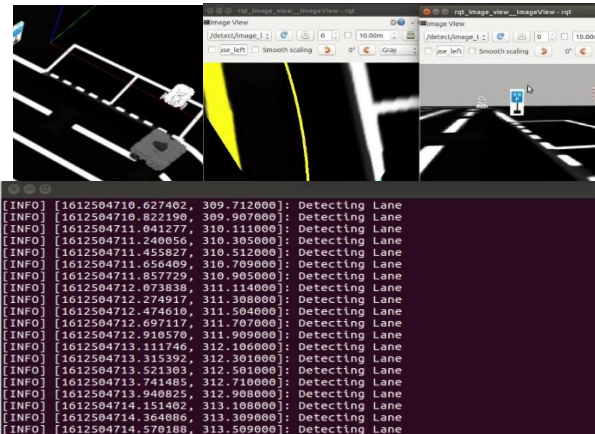 rqt_image_view__ImageView - rqt
Image View
/detect/image_l
0
10.00m
use_left
Smooth scaling
0°
Gray
rqt_image_view__ImageView - rqt
Image View
/detect/image_l
0
10.00
use_left
Smooth scaling
0°
[INFO] [1612504710.627402, 309.712000]: Detecting Lane
[INFO] [1612504710.822190, 309.907000]: Detecting Lane
[INFO] [1612504711.041277, 310.111000]: Detecting Lane
[INFO] [1612504711.240056, 310.305000]: Detecting Lane
[INFO] [1612504711.455827, 310.512000]: Detecting Lane
[INFO] [1612504711.656409, 310.709000]: Detecting Lane
[INFO] [1612504711.857729, 310.905000]: Detecting Lane
[INFO] [1612504712.073838, 311.114000]: Detecting Lane
[INFO] [1612504712.274917, 311.308000]: Detecting Lane
[INFO] [1612504712.474610, 311.504000]: Detecting Lane
[INFO] [1612504712.697117, 311.707000]: Detecting Lane
[INFO] [1612504712.910570, 311.909000]: Detecting Lane
[INFO] [1612504713.111746, 312.106000]: Detecting Lane
[INFO] [1612504713.315392, 312.301000]: Detecting Lane
[INFO] [1612504713.521303, 312.501000]: Detecting Lane
[INFO] [1612504713.741485, 312.710000]: Detecting Lane
[INFO] [1612504713.940825, 312.908000]: Detecting Lane
[INFO] [1612504714.151402, 313.108000]: Detecting Lane
[INFO] [1612504714.364086, 313.309000]: Detecting Lane
[INFO] [1612504714.570188, 313.509000]: Detecting Lane